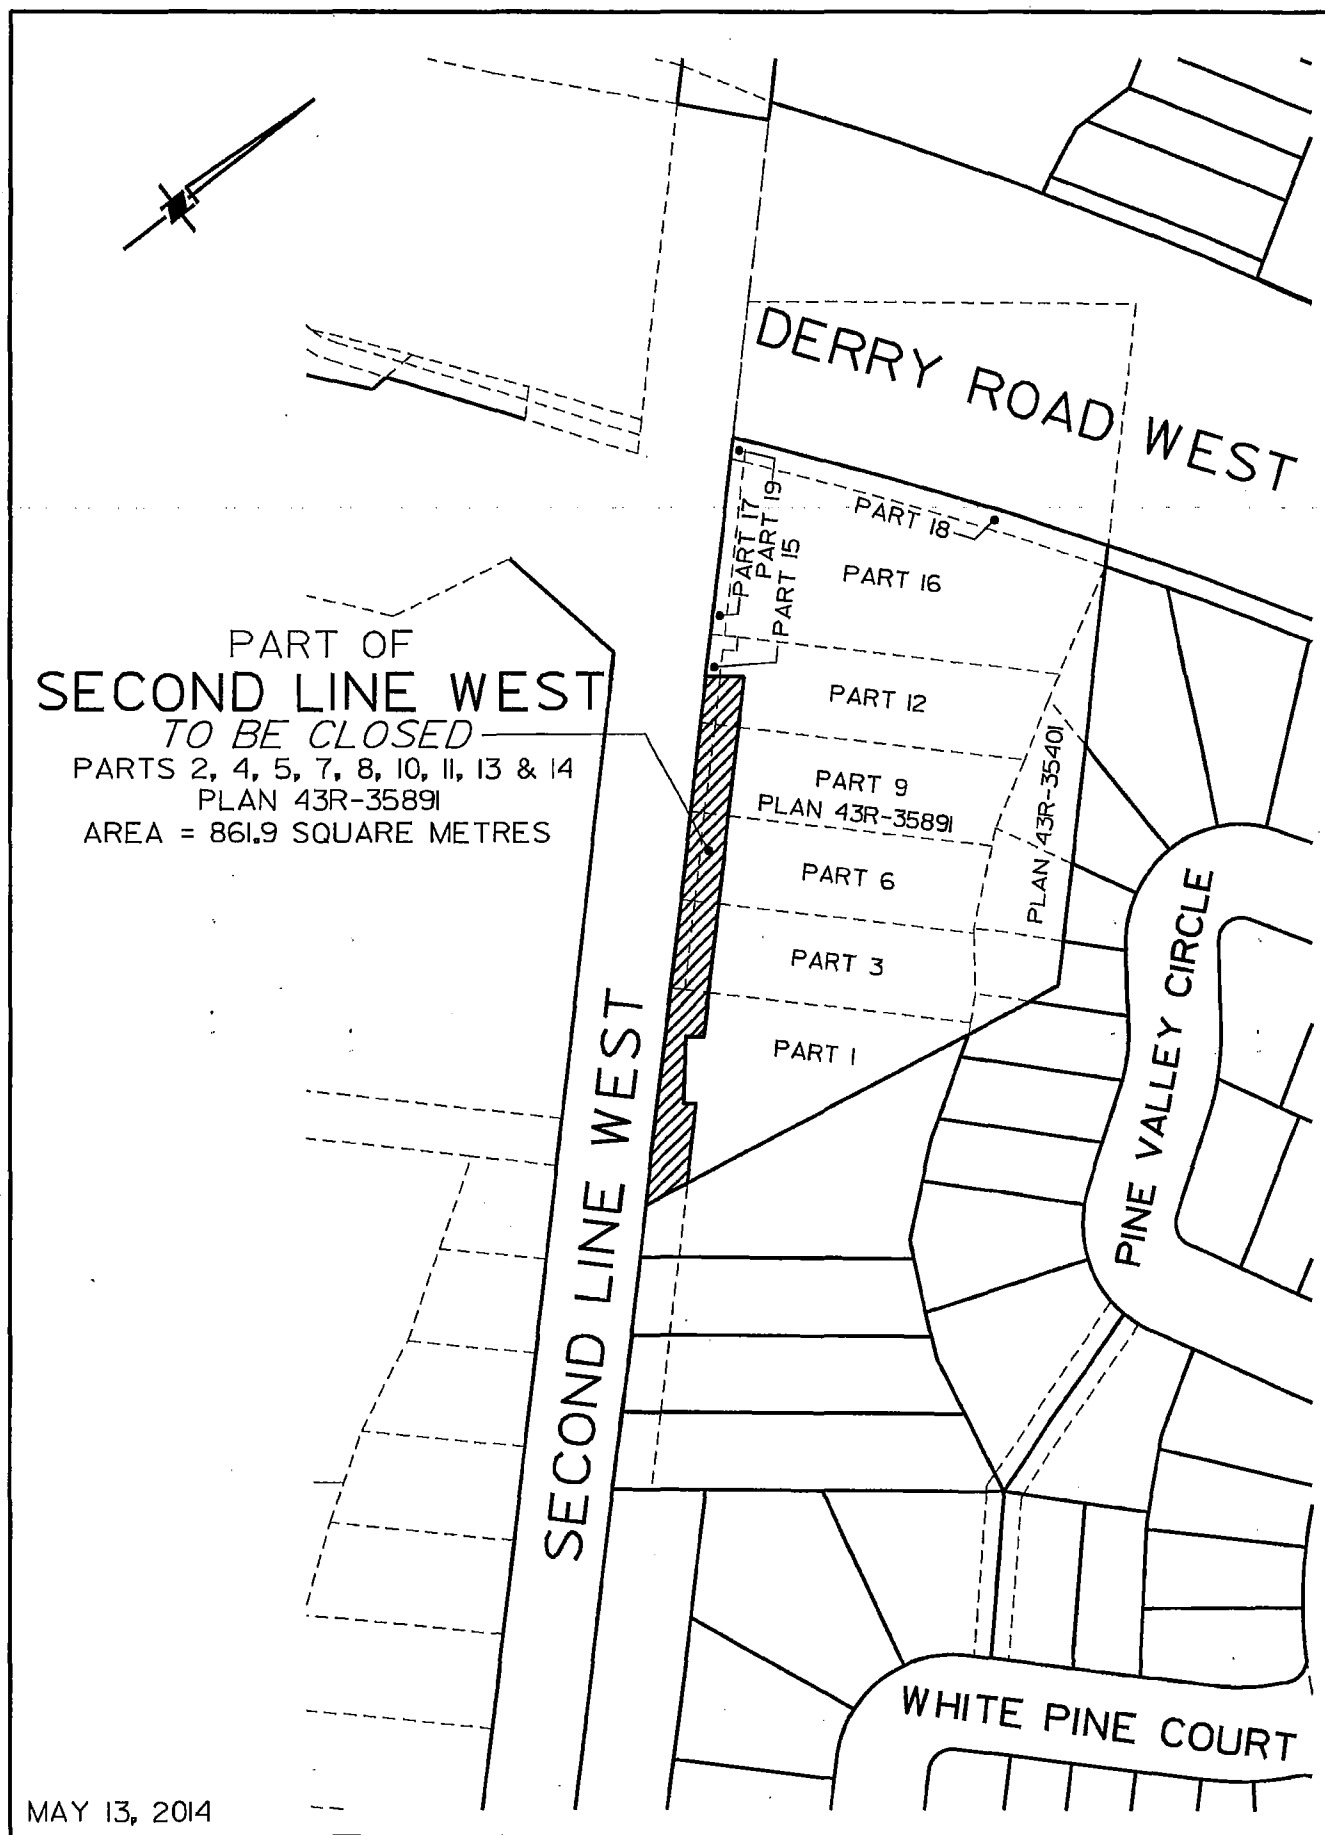 DERRY ROAD WEST
PART 17
PART 19
PART 15
PART 18
PART 16
PART OF
SECOND LINE WEST
TO BE CLOSED
PARTS 2, 4, 5, 7, 8, 10, 11, 13 & 14
PLAN 43R-35891
AREA = 861.9 SQUARE METRES
PART 12
PART 9
PLAN 43R-35891
PLAN 43R-35401
PART 6
PART 3
PART 1
PINE VALLEY CIRCLE
SECOND LINE WEST
WHITE PINE COURT
MAY 13, 2014